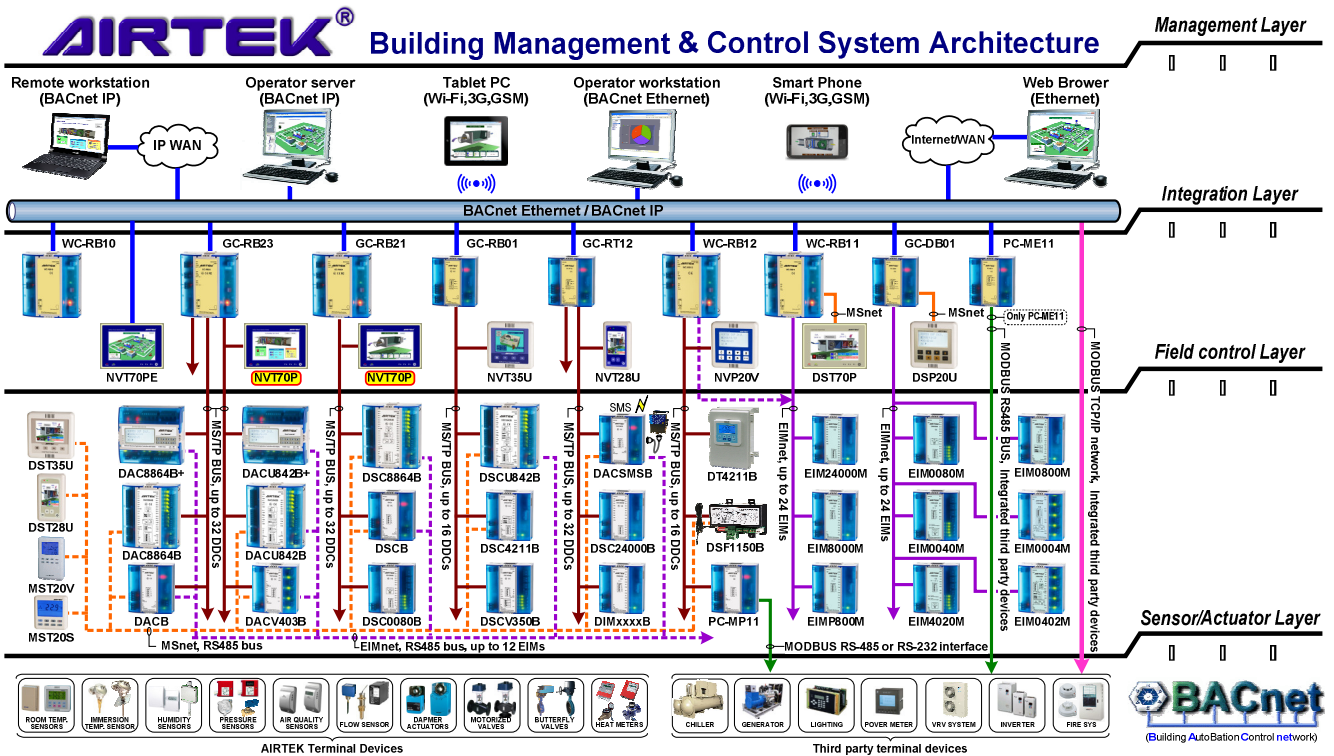 AIRTEK®
Building Management & Control System Architecture
Management Layer
Remote workstation
(BACnet IP)
Operator server
(BACnet IP)
Tablet PC
(Wi-Fi,3G,GSM)
Operator workstation
(BACnet Ethernet)
Smart Phone
(Wi-Fi,3G,GSM)
Web Brower
(Ethernet)
IP WAN
Internet/WAN
Integration Layer
BACnet Ethernet / BACnet IP
WC-RB10
GC-RB23
GC-RB21
GC-RB01
GC-RT12
WC-RB12
WC-RB11
GC-DB01
PC-ME11
MSnet
MSnet
Only PC-ME11
Field control Layer
NVT70PE
NVT70P
NVT70P
NVT35U
NVT28U
NVP20V
DST70P
DSP20U
MS/TP BUS, up to 32 DDCs
MS/TP BUS, up to 32 DDCs
MS/TP BUS, up to 16 DDCs
MS/TP BUS, up to 32 DDCs
MS/TP BUS, up to 16 DDCs
EIMnet, up to 24 EIMs
EIMnet, up to 24 EIMs
MODBUS RS485 BUS, Integrated third party devices
MODBUS TCP/IP network, Integrated third party devices
SMS
DST35U
DAC8864B+
DACU842B+
DSC8864B
DSCU842B
DACSMSB
DT4211B
EIM24000M
EIM0080M
EIM0800M
DST28U
DAC8864B
DACU842B
DSCB
DSC4211B
DSC24000B
DSF1150B
EIM8000M
EIM0040M
EIM0004M
MST20V
MST20S
DACB
DACV403B
DSC0080B
DSCV350B
DIMxxxxB
PC-MP11
EIMP800M
EIM4020M
EIM0402M
Sensor/Actuator Layer
MSnet, RS485 bus
EIMnet, RS485 bus, up to 12 EIMs
MODBUS RS-485 or RS-232 interface
ROOM TEMP.
SENSORS
IMMERSION
TEMP. SENSOR
HUMIDITY
SENSORS
PRESSURE
SENSORS
AIR QUALITY
SENSORS
FLOW SENSOR
DAPMER
ACTUATORS
MOTORIZED
VALVES
BUTTERFLY
VALVES
HEAT METERS
CHILLER
GENERATOR
LIGHTING
POVER METER
VRV SYSTEM
INVERTER
FIRE SYS
AIRTEK Terminal Devices
Third party terminal devices
BACnet
(Building AutoBation Control network)